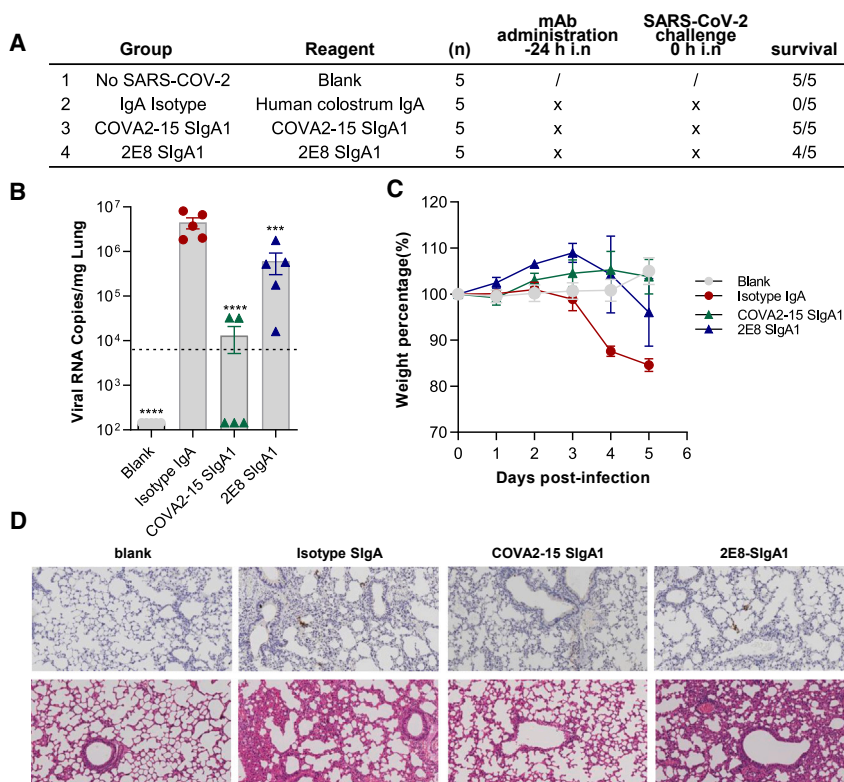 A
Group Reagent (n) mAb administration -24 h i.n SARS-CoV-2 challenge 0 h i.n survival
1 No SARS-COV-2 Blank 5 / / 5/5
2 IgA Isotype Human colostrum IgA 5 x x 0/5
3 COVA2-15 SIgA1 COVA2-15 SIgA1 5 x x 5/5
4 2E8 SIgA1 2E8 SIgA1 5 x x 4/5
B
Viral RNA Copies/mg Lung
10⁷
10⁶
10⁵
10⁴
10³
10²
****
****
***
Blank
Isotype IgA
COVA2-15 SIgA1
2E8 SIgA1
C
Weight percentage(%)
120
110
100
90
80
70
0 1 2 3 4 5 6
Days post-infection
Blank
Isotype IgA
COVA2-15 SIgA1
2E8 SIgA1
D
blank Isotype SIgA COVA2-15 SIgA1 2E8-SIgA1